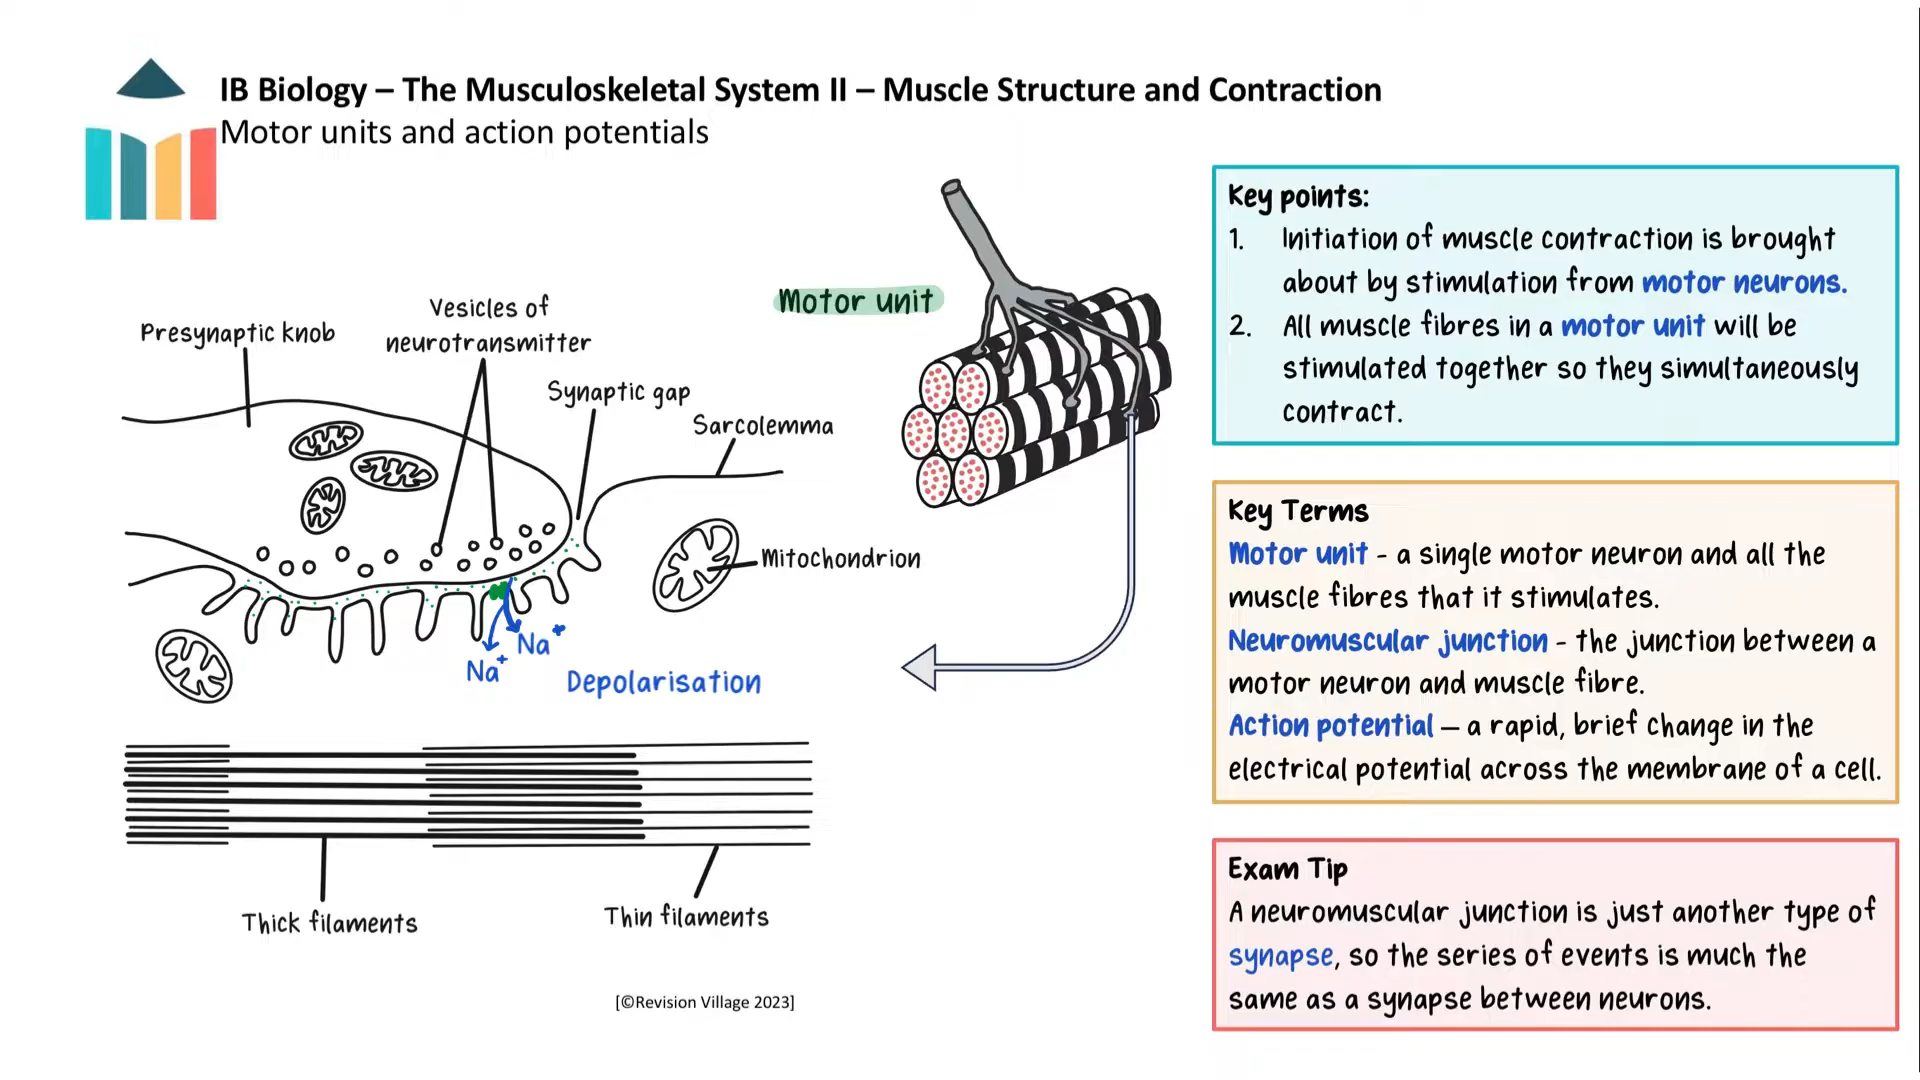 IB Biology – The Musculoskeletal System II – Muscle Structure and Contraction
Motor units and action potentials
Presynaptic knob
Vesicles of
neurotransmitter
Synaptic gap
Sarcolemma
Mitochondrion
Na+
Na+
Depolarisation
Thick filaments
Thin filaments
Motor unit
[©Revision Village 2023]
Key points:
1. Initiation of muscle contraction is brought
about by stimulation from motor neurons.
2. All muscle fibres in a motor unit will be
stimulated together so they simultaneously
contract.
Key Terms
Motor unit - a single motor neuron and all the
muscle fibres that it stimulates.
Neuromuscular junction - the junction between a
motor neuron and muscle fibre.
Action potential – a rapid, brief change in the
electrical potential across the membrane of a cell.
Exam Tip
A neuromuscular junction is just another type of
synapse, so the series of events is much the
same as a synapse between neurons.